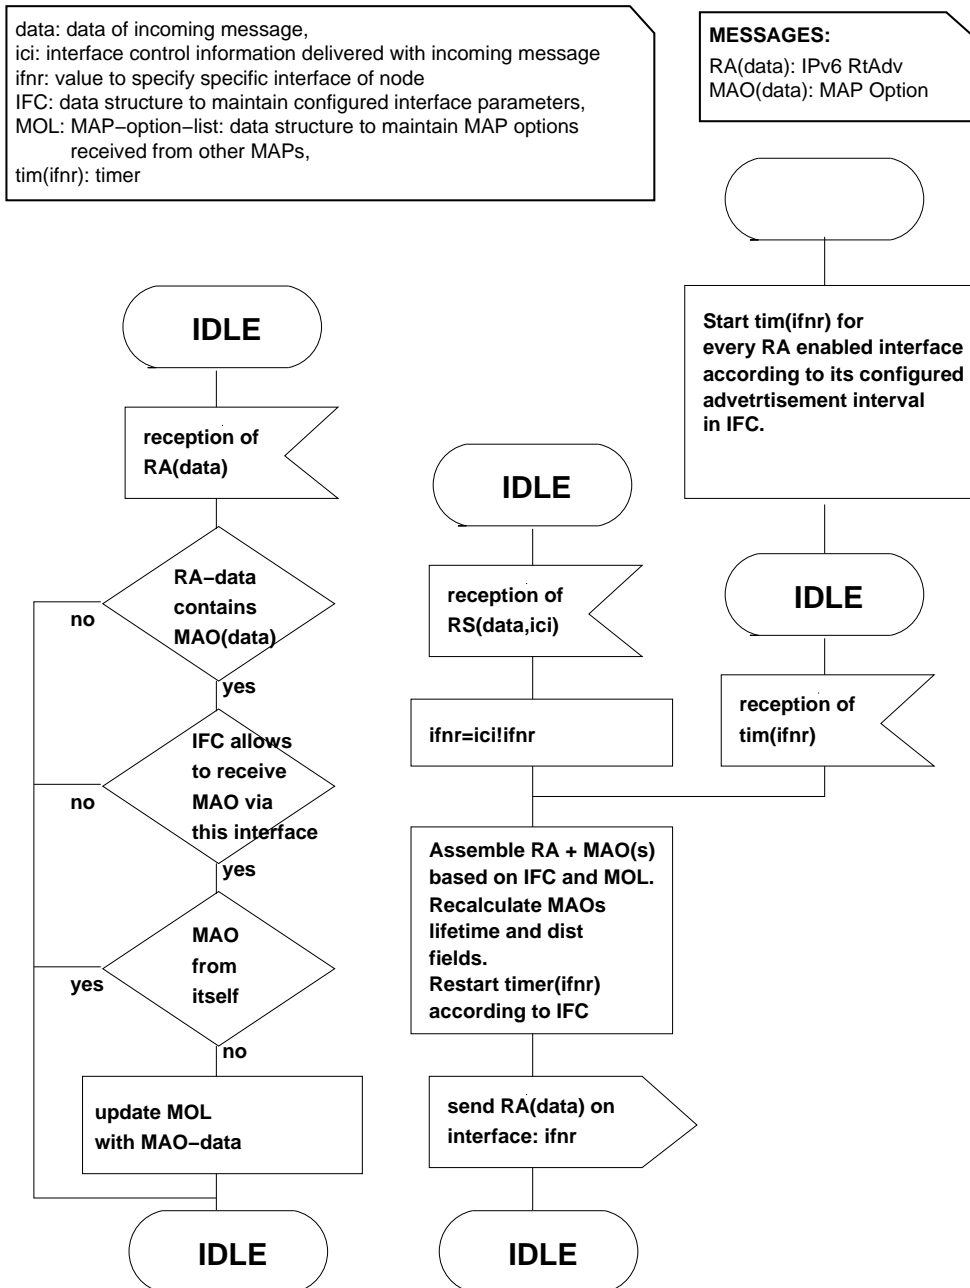 data: data of incoming message,
ici: interface control information delivered with incoming message
ifnr: value to specify specific interface of node
IFC: data structure to maintain configured interface parameters,
MOL: MAP−option−list: data structure to maintain MAP options
received from other MAPs,
tim(ifnr): timer
MESSAGES:
RA(data): IPv6 RtAdv
MAO(data): MAP Option
IDLE
reception of
RA(data)
RA−data
contains
MAO(data)
no
yes
IFC allows
to receive
MAO via
this interface
no
yes
MAO
from
itself
yes
no
update MOL
with MAO−data
IDLE
IDLE
reception of
RS(data,ici)
ifnr=ici!ifnr
Assemble RA + MAO(s)
based on IFC and MOL.
Recalculate MAOs
lifetime and dist
fields.
Restart timer(ifnr)
according to IFC
send RA(data) on
interface: ifnr
IDLE
Start tim(ifnr) for
every RA enabled interface
according to its configured
advetrtisement interval
in IFC.
IDLE
reception of
tim(ifnr)